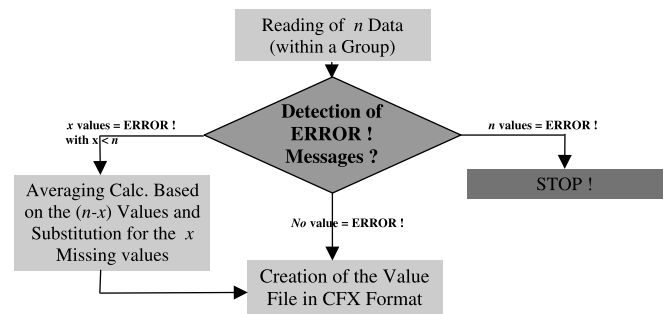 Reading of n Data
(within a Group)
Detection of
ERROR !
Messages ?
x values = ERROR !
with x < n
n values = ERROR !
Averaging Calc. Based
on the (n-x) Values and
Substitution for the x
Missing values
STOP !
No value = ERROR !
Creation of the Value
File in CFX Format